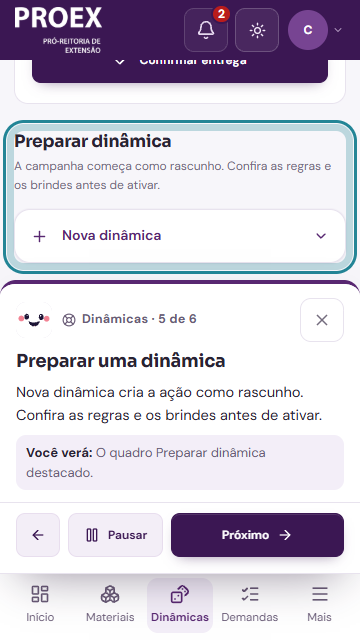 PROEX
PRÓ-REITORIA DE
EXTENSÃO
2
C
Confirmar entrega
Preparar dinâmica
A campanha começa como rascunho. Confira as regras e
os brindes antes de ativar.
Nova dinâmica
Dinâmicas · 5 de 6
Preparar uma dinâmica
Nova dinâmica cria a ação como rascunho.
Confira as regras e os brindes antes de ativar.
Você verá: O quadro Preparar dinâmica
destacado.
Pausar
Próximo
Início
Materiais
Dinâmicas
Demandas
Mais